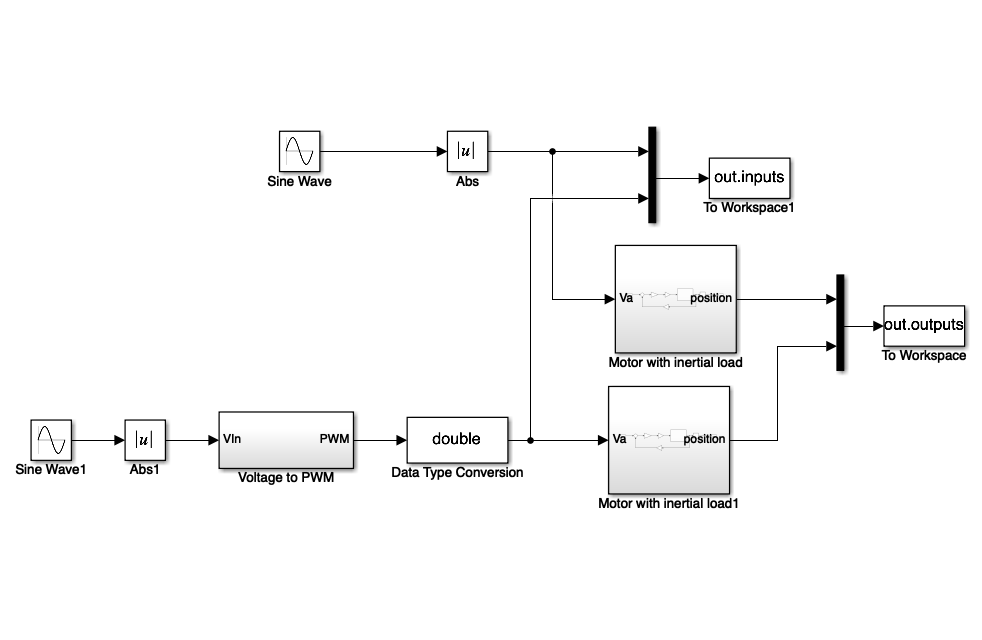 |u|
out.inputs
Sine Wave
Abs
To Workspace1
Va
position
out.outputs
Motor with inertial load
To Workspace
|u|
VIn
PWM
double
Va
position
Sine Wave1
Abs1
Voltage to PWM
Data Type Conversion
Motor with inertial load1